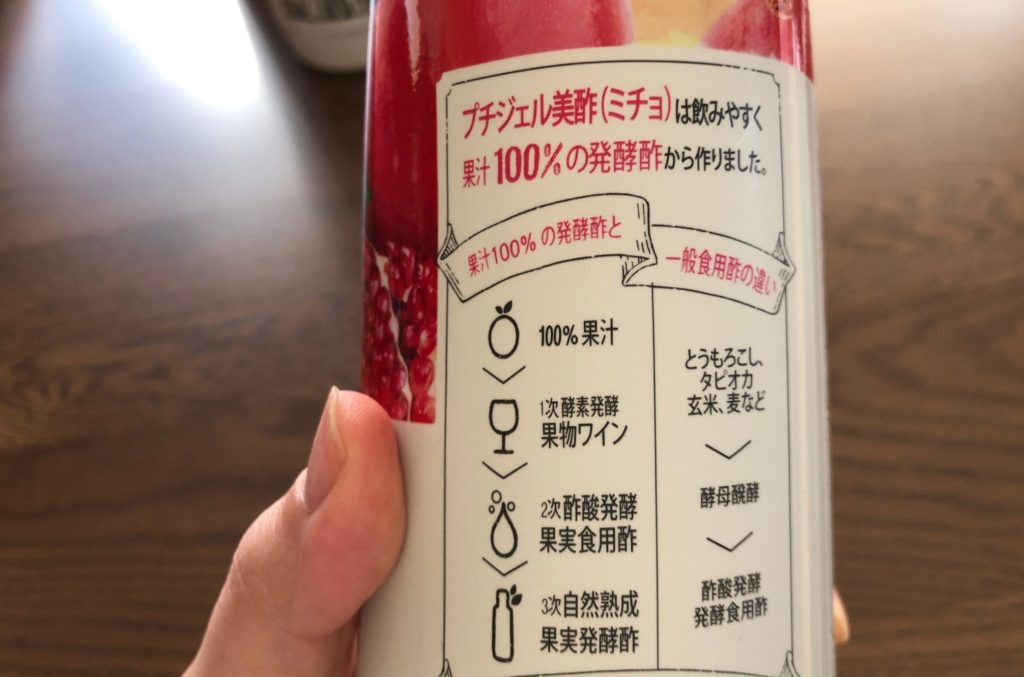 プチジェル美酢(ミチョ)は飲みやすく
果汁100%の発酵酢から作りました。
果汁100%の発酵酢と
一般食用酢の違い
100%果汁
1次酵素発酵
果物ワイン
2次酢酸発酵
果実食用酢
3次自然熟成
果実発酵酢
とうもろこし、
タピオカ
玄米、麦など
酵母醗酵
酢酸発酵
発酵食用酢